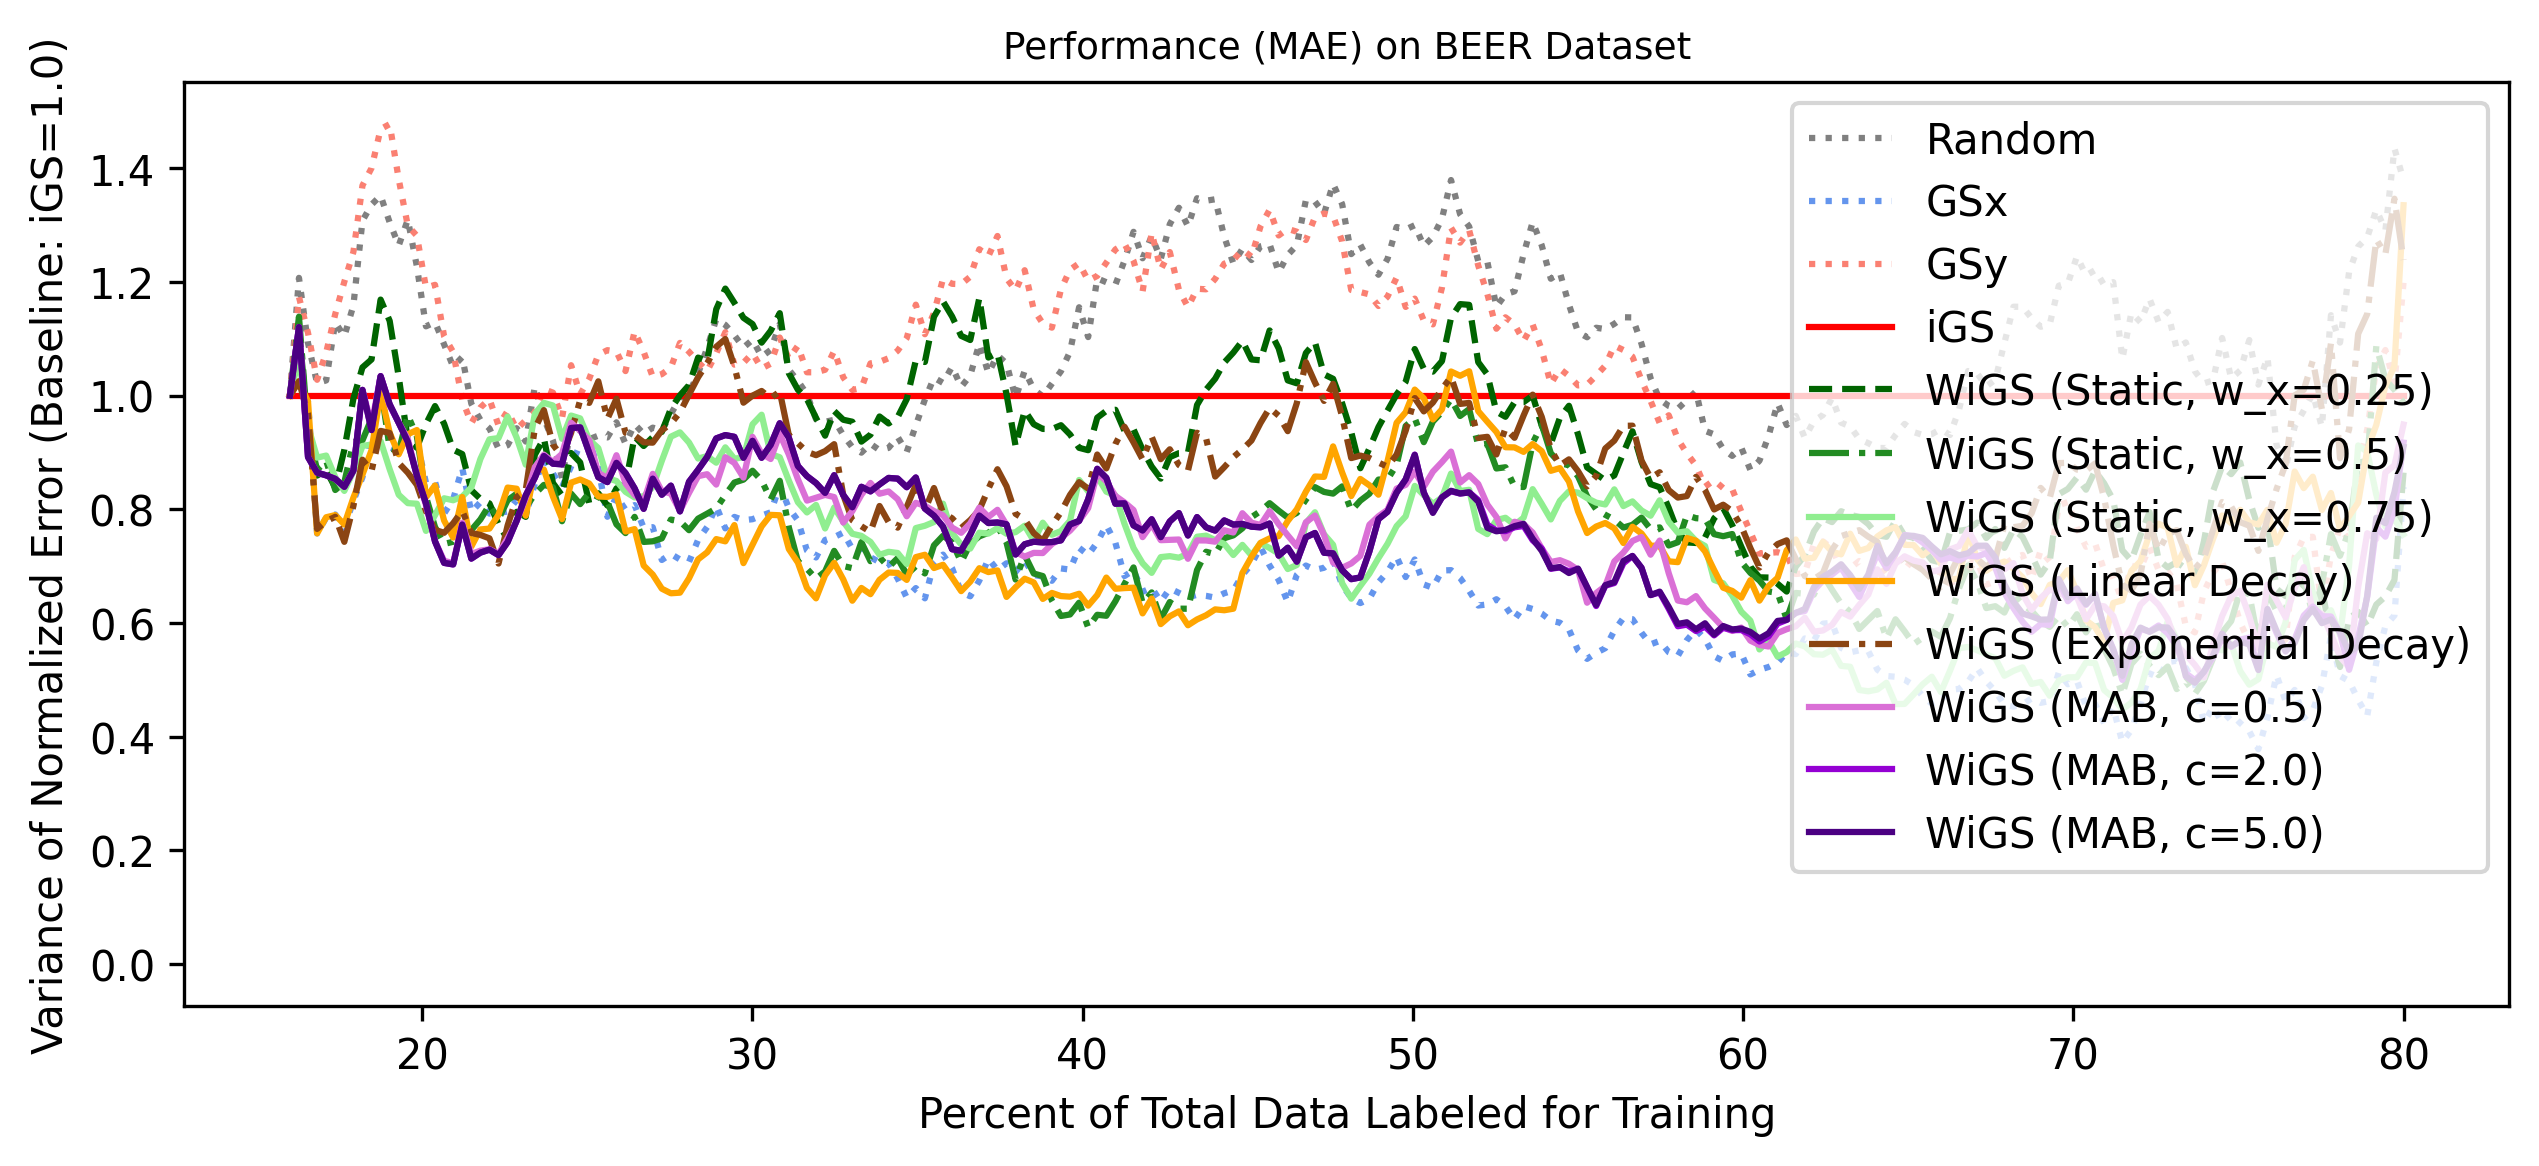 Performance (MAE) on BEER Dataset
Variance of Normalized Error (Baseline: iGS=1.0)
1.4
1.2
1.0
0.8
0.6
0.4
0.2
0.0
Random
GSx
GSy
iGS
WiGS (Static, w_x=0.25)
WiGS (Static, w_x=0.5)
WiGS (Static, w_x=0.75)
WiGS (Linear Decay)
WiGS (Exponential Decay)
WiGS (MAB, c=0.5)
WiGS (MAB, c=2.0)
WiGS (MAB, c=5.0)
20 30 40 50 60 70 80
Percent of Total Data Labeled for Training